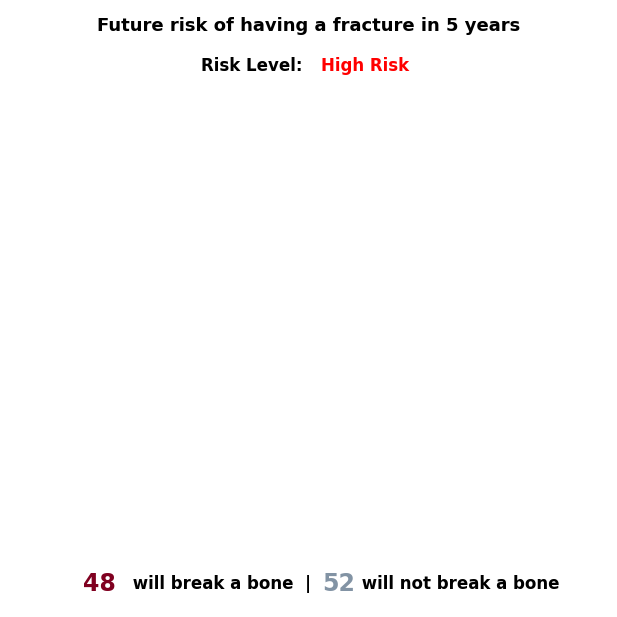 Future risk of having a fracture in 5 years
Risk Level: High Risk
48 will break a bone | 52 will not break a bone